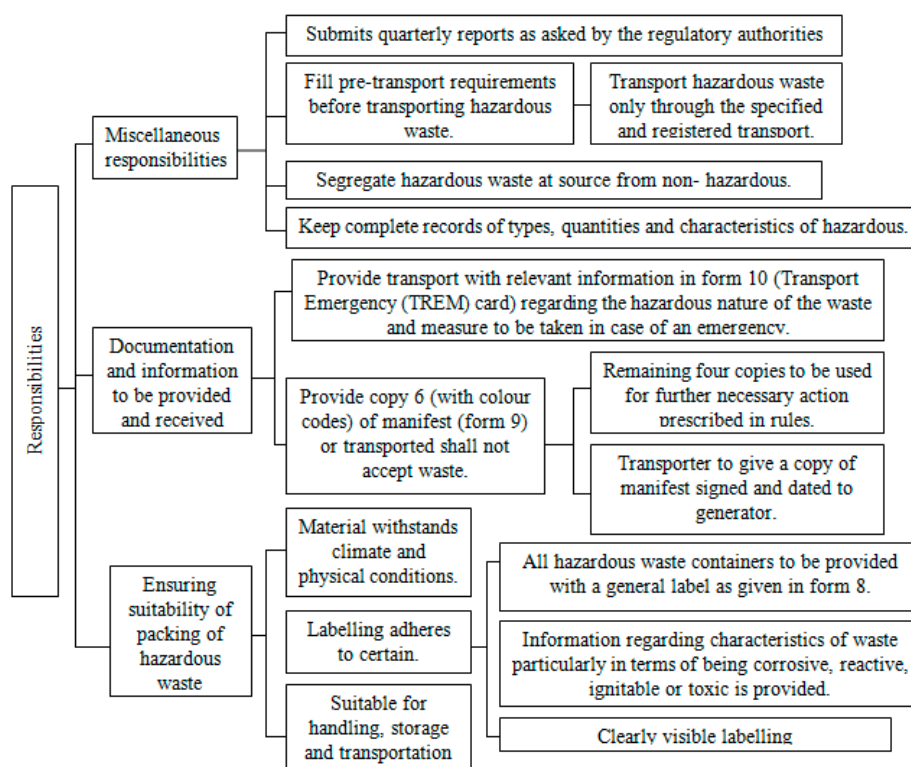 Responsibilities
Miscellaneous
responsibilities
Submits quarterly reports as asked by the regulatory authorities
Fill pre-transport requirements
before transporting hazardous
waste.
Transport hazardous waste
only through the specified
and registered transport.
Segregate hazardous waste at source from non- hazardous.
Keep complete records of types, quantities and characteristics of hazardous.
Documentation
and information
to be provided
and received
Provide transport with relevant information in form 10 (Transport
Emergency (TREM) card) regarding the hazardous nature of the waste
and measure to be taken in case of an emergency.
Provide copy 6 (with colour
codes) of manifest (form 9)
or transported shall not
accept waste.
Remaining four copies to be used
for further necessary action
prescribed in rules.
Transporter to give a copy of
manifest signed and dated to
generator.
Ensuring
suitability of
packing of
hazardous
waste
Material withstands
climate and
physical conditions.
Labelling adheres
to certain.
All hazardous waste containers to be provided
with a general label as given in form 8.
Information regarding characteristics of waste
particularly in terms of being corrosive, reactive,
ignitable or toxic is provided.
Clearly visible labelling
Suitable for
handling, storage
and transportation